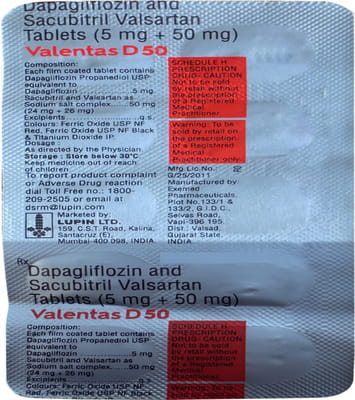 Dapagliflozin and
Sacubitril Valsartan
Tablets (5 mg + 50 mg)
Valentas D 50
Composition:
Each film coated tablet contains
Dapagliflozin Propanediol USP
equivalent to
Dapagliflozin..............5 mg
Sacubitril and Valsartan as
Sodium salt complex.....50 mg
(24 mg + 26 mg)
Excipients....................q.s.
Colours: Ferric Oxide USP NF
Red, Ferric Oxide USP NF Black
& Titanium Dioxide IP.
Dosage:
As directed by the Physician.
Storage : Store below 30°C
Keep medicine out of reach
of children.
To report product complaint
or Adverse Drug reaction
dial Toll Free no.: 1800-
209-2505 or email at
dsrm@lupin.com
Marketed by:
LUPIN LTD.
159, C.S.T. Road, Kalina,
Santacruz (E),
Mumbai-400 098, INDIA
SCHEDULE H
PRESCRIPTION
DRUG- CAUTION
Not to be sold
by retail without
the prescription
of a Registered
Medical
Practitioner.
Warning: To be
sold by retail on
the prescription
of a Registered
Medical
Practitioner only.
Mfg.Lic.No.
G/25/2011
Manufactured by:
Exemed
Pharmaceuticals,
Plot No.133/1 &
133/2, G.I.D.C.,
Selvas Road,
Vapi-396 195.
Dist.: Valsad,
Gujarat State.
INDIA
Rx
Dapagliflozin and
Sacubitril Valsartan
Tablets (5 mg + 50 mg)
Valentas D 50
Composition:
Each film coated tablet contains
Dapagliflozin Propanediol USP
equivalent to
Dapagliflozin..............5 mg
Sacubitril and Valsartan as
Sodium salt complex.....50 mg
(24 mg + 26 mg)
Excipients
Colours: Ferric Oxide USP NF
Red, Ferric Oxide USP NF Black
SCHEDULE H
PRESCRIPTION
DRUG- CAUTION
Not to be sold
by retail without
the prescription
of a Registered
Medical
Practitioner.
Warning: To be
sold by retail on